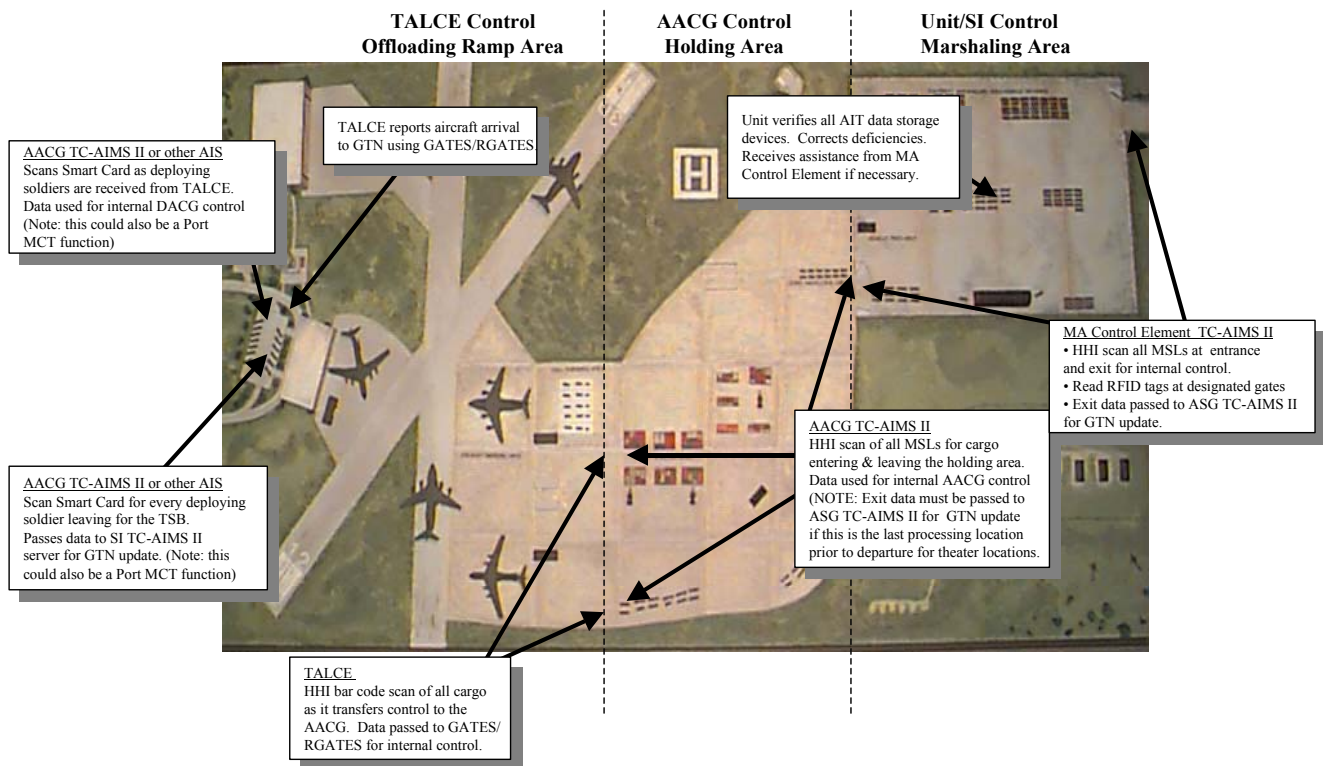 TALCE Control
Offloading Ramp Area
AACG Control
Holding Area
Unit/SI Control
Marshaling Area
AACG TC-AIMS II or other AIS
Scans Smart Card as deploying
soldiers are received from TALCE.
Data used for internal DACG control
(Note: this could also be a Port
MCT function)
TALCE reports aircraft arrival
to GTN using GATES/RGATES.
Unit verifies all AIT data storage
devices. Corrects deficiencies.
Receives assistance from MA
Control Element if necessary.
H
MA Control Element TC-AIMS II
• HHI scan all MSLs at entrance
and exit for internal control.
• Read RFID tags at designated gates
• Exit data passed to ASG TC-AIMS II
for GTN update.
AACG TC-AIMS II
HHI scan of all MSLs for cargo
entering & leaving the holding area.
Data used for internal AACG control
(NOTE: Exit data must be passed to
ASG TC-AIMS II for GTN update
if this is the last processing location
prior to departure for theater locations.
AACG TC-AIMS II or other AIS
Scan Smart Card for every deploying
soldier leaving for the TSB.
Passes data to SI TC-AIMS II
server for GTN update. (Note: this
could also be a Port MCT function)
TALCE
HHI bar code scan of all cargo
as it transfers control to the
AACG. Data passed to GATES/
RGATES for internal control.